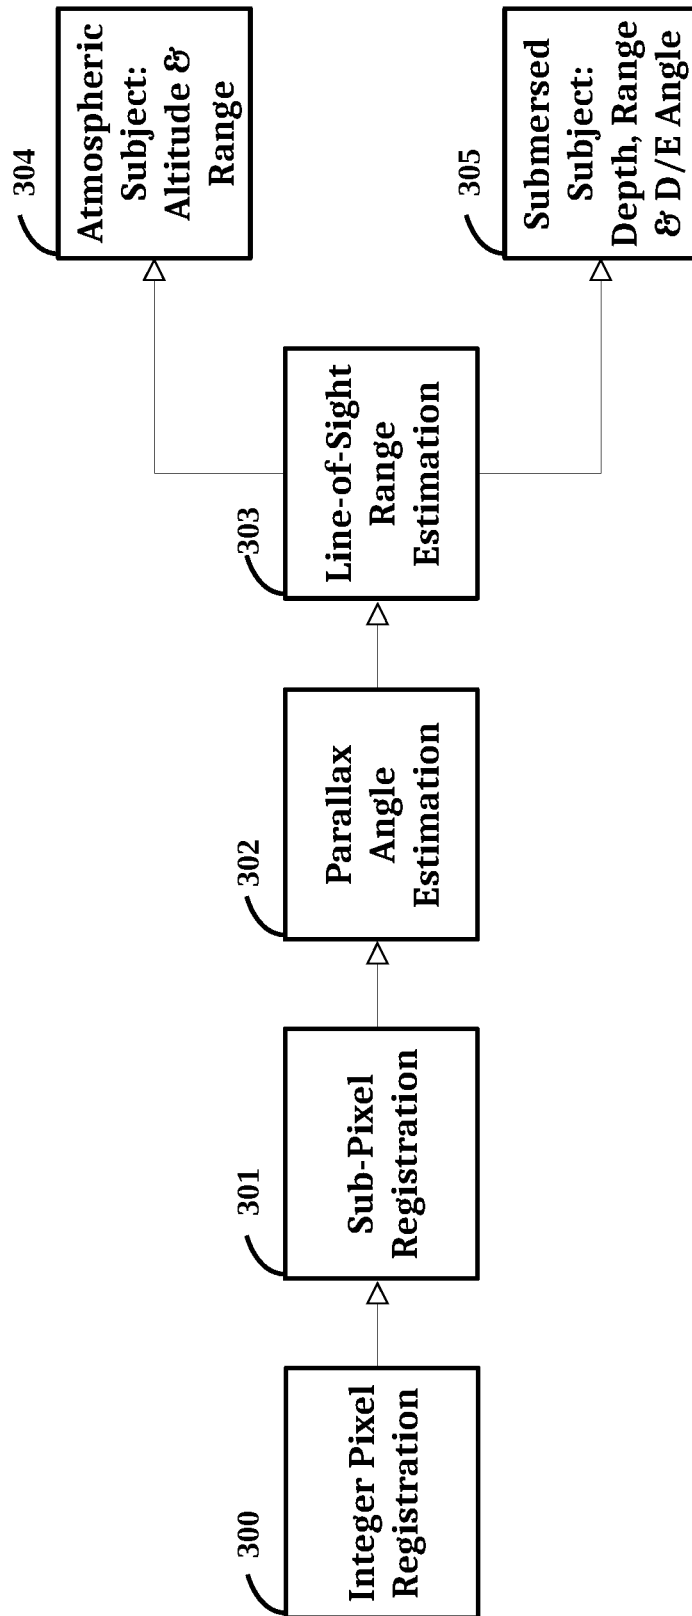 300
Integer Pixel
Registration
301
Sub-Pixel
Registration
302
Parallax
Angle
Estimation
303
Line-of-Sight
Range
Estimation
304
Atmospheric
Subject:
Altitude &
Range
305
Submersed
Subject:
Depth, Range
& D/E Angle